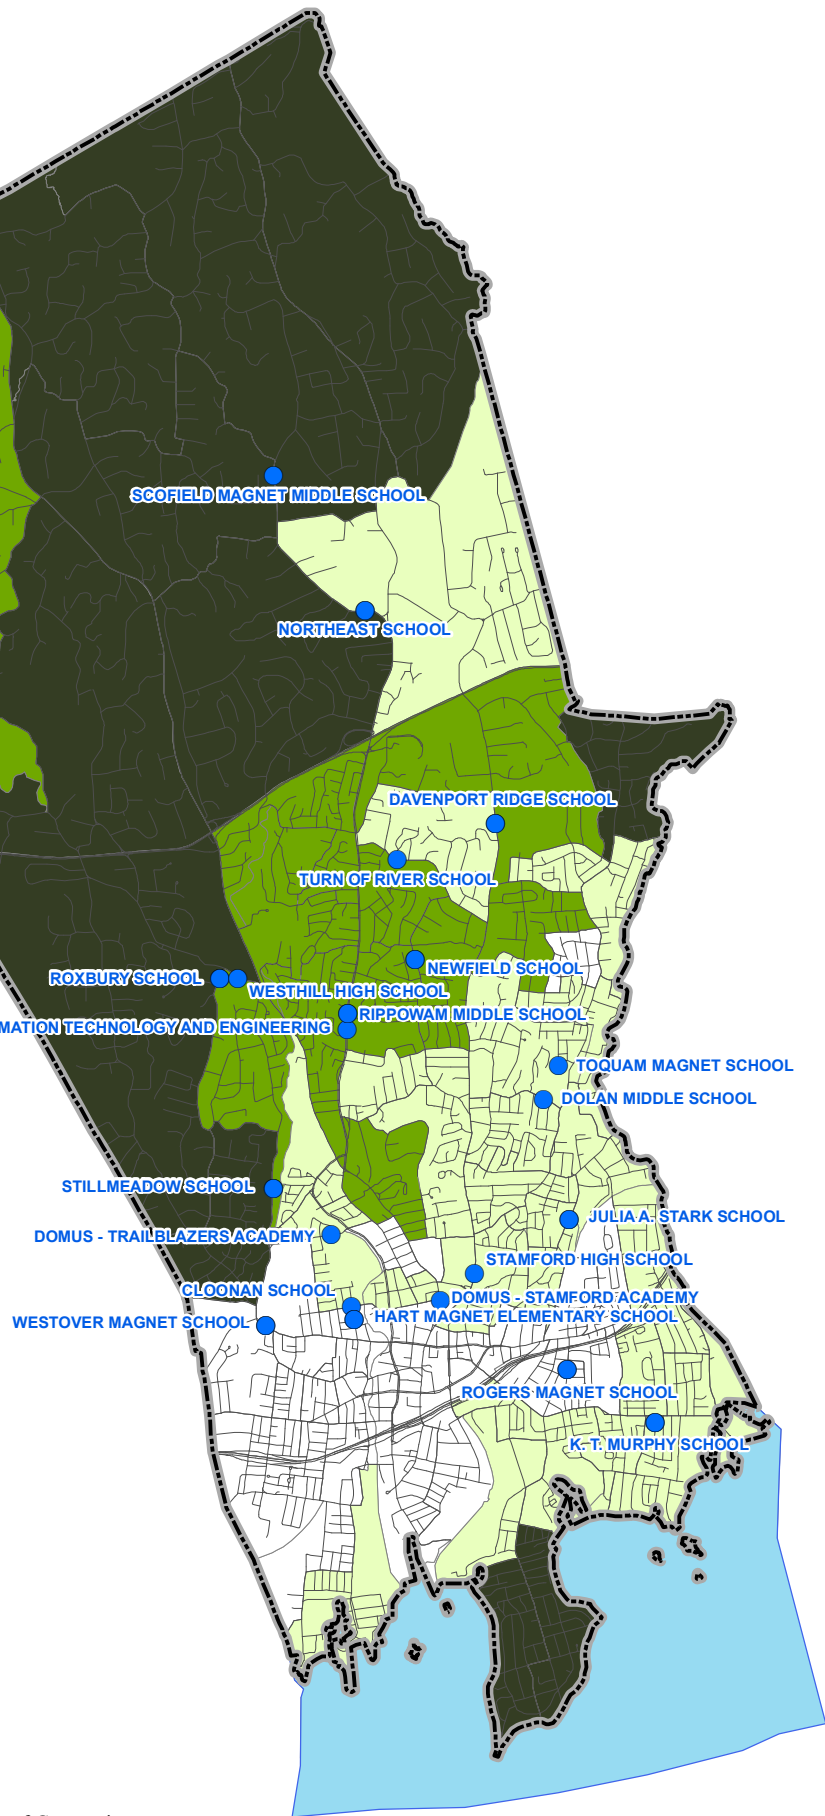 SCOFIELD MAGNET MIDDLE SCHOOL
NORTHEAST SCHOOL
DAVENPORT RIDGE SCHOOL
TURN OF RIVER SCHOOL
NEWFIELD SCHOOL
ROXBURY SCHOOL
WESTHILL HIGH SCHOOL
RIPPOWAM MIDDLE SCHOOL
MATION TECHNOLOGY AND ENGINEERING
TOQUAM MAGNET SCHOOL
DOLAN MIDDLE SCHOOL
STILLMEADOW SCHOOL
JULIA A. STARK SCHOOL
DOMUS - TRAILBLAZERS ACADEMY
STAMFORD HIGH SCHOOL
CLOONAN SCHOOL
DOMUS - STAMFORD ACADEMY
HART MAGNET ELEMENTARY SCHOOL
WESTOVER MAGNET SCHOOL
ROGERS MAGNET SCHOOL
K. T. MURPHY SCHOOL